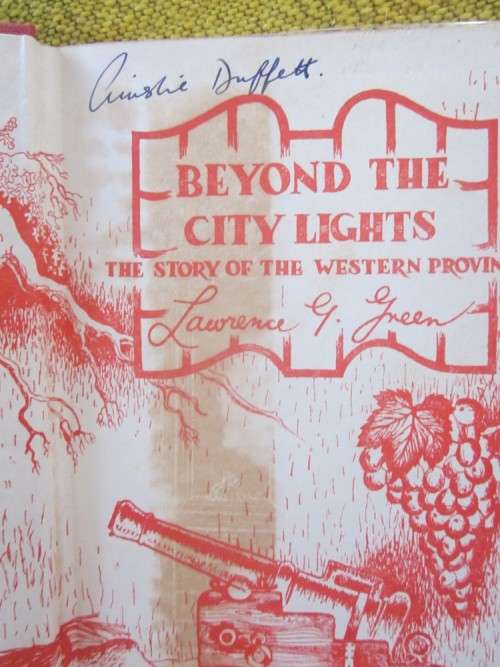 Ainslie Duffett.
BEYOND THE
CITY LIGHTS
THE STORY OF THE WESTERN PROVIN
Lawrence G. Green